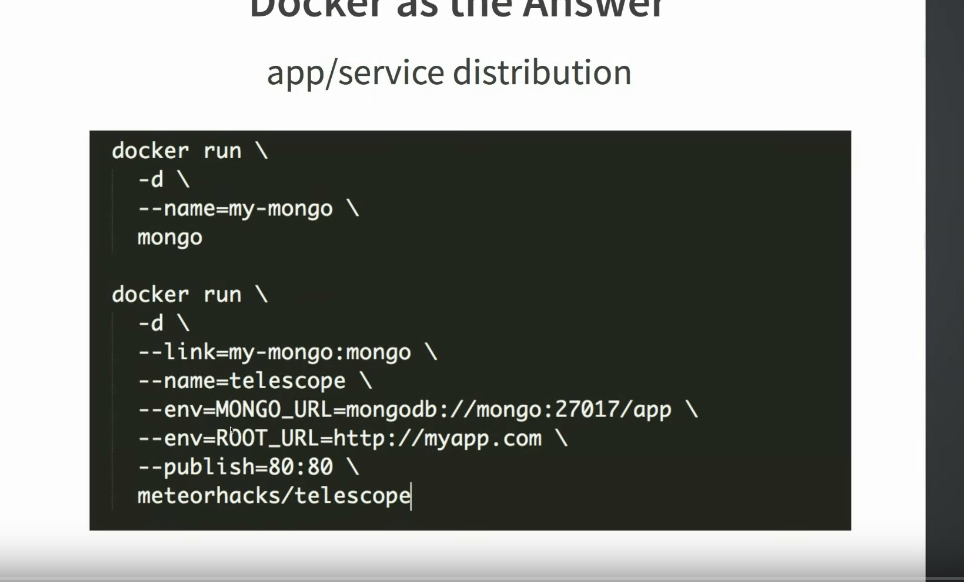 Docker as the Answer
app/service distribution
docker run \
-d \
--name=my-mongo \
mongo
docker run \
-d \
--link=my-mongo:mongo \
--name=telescope \
--env=MONGO_URL=mongodb://mongo:27017/app \
--env=ROOT_URL=http://myapp.com \
--publish=80:80 \
meteorhacks/telescope